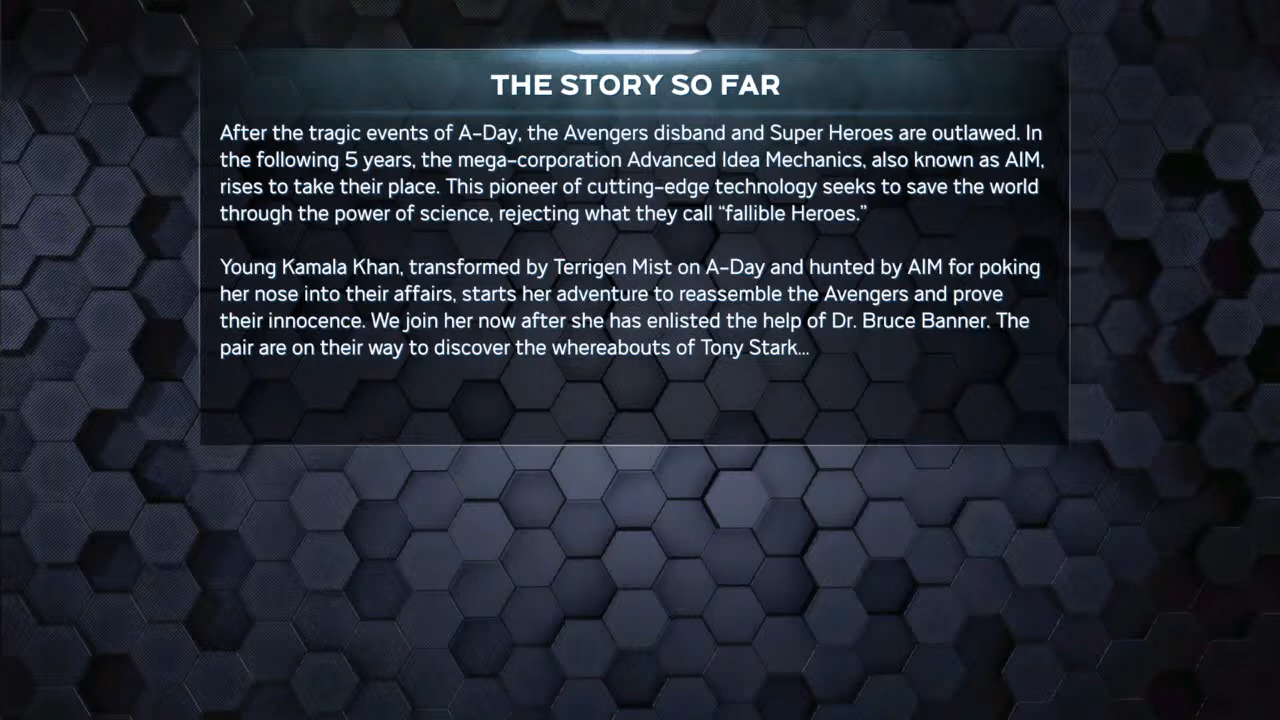 THE STORY SO FAR
After the tragic events of A-Day, the Avengers disband and Super Heroes are outlawed. In
the following 5 years, the mega-corporation Advanced Idea Mechanics, also known as AIM,
rises to take their place. This pioneer of cutting-edge technology seeks to save the world
through the power of science, rejecting what they call “fallible Heroes.”
Young Kamala Khan, transformed by Terrigen Mist on A-Day and hunted by AIM for poking
her nose into their affairs, starts her adventure to reassemble the Avengers and prove
their innocence. We join her now after she has enlisted the help of Dr. Bruce Banner. The
pair are on their way to discover the whereabouts of Tony Stark...